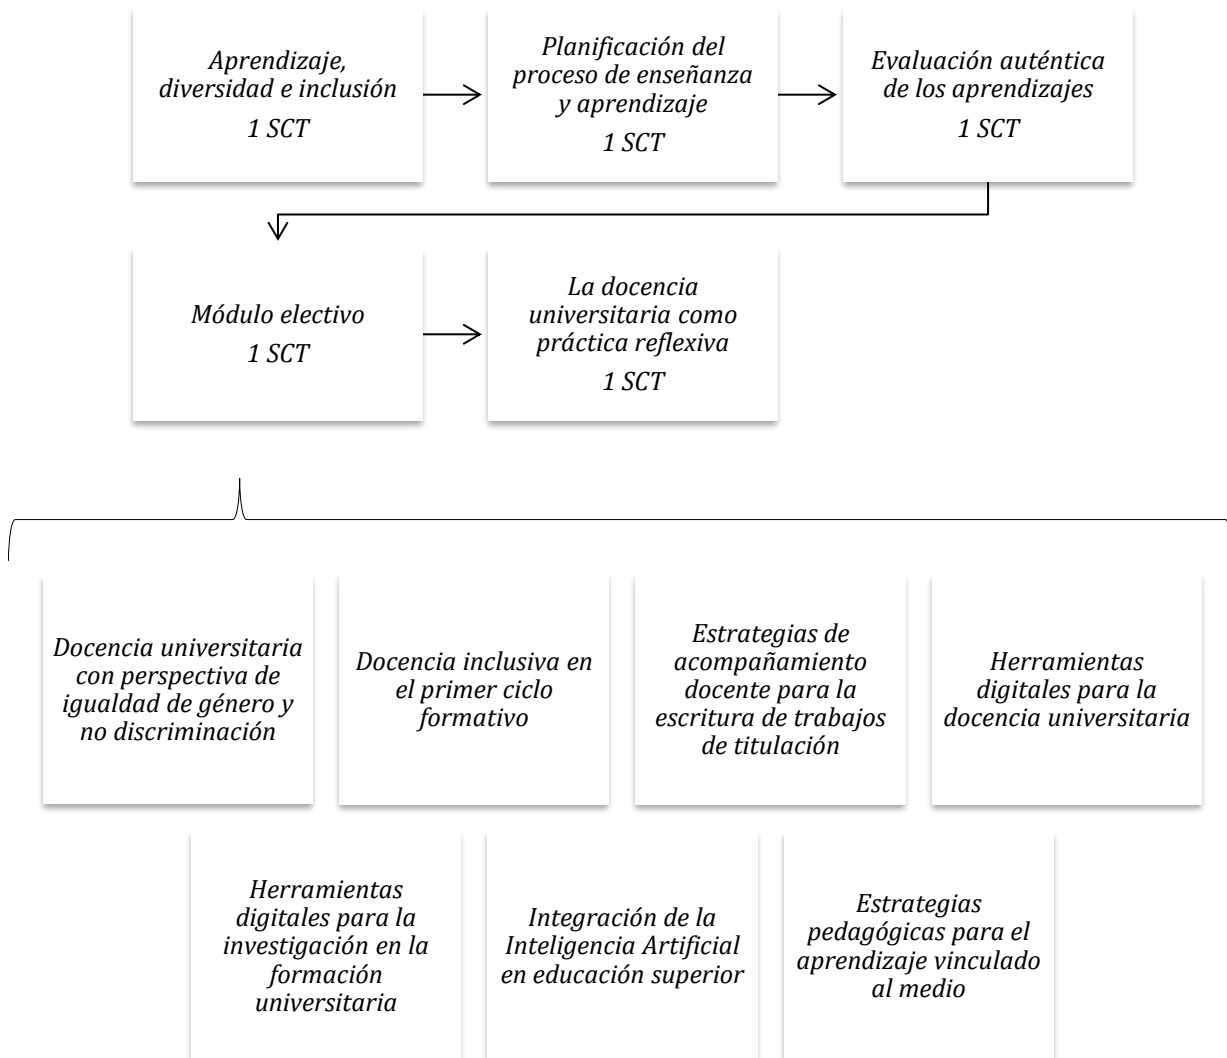 Aprendizaje,
diversidad e inclusión
1 SCT
Planificación del
proceso de enseñanza
y aprendizaje
1 SCT
Evaluación auténtica
de los aprendizajes
1 SCT
Módulo electivo
1 SCT
La docencia
universitaria como
práctica reflexiva
1 SCT
Docencia universitaria
con perspectiva de
igualdad de género y
no discriminación
Docencia inclusiva en
el primer ciclo
formativo
Estrategias de
acompañamiento
docente para la
escritura de trabajos
de titulación
Herramientas
digitales para la
docencia universitaria
Herramientas
digitales para la
investigación en la
formación
universitaria
Integración de la
Inteligencia Artificial
en educación superior
Estrategias
pedagógicas para el
aprendizaje vinculado
al medio